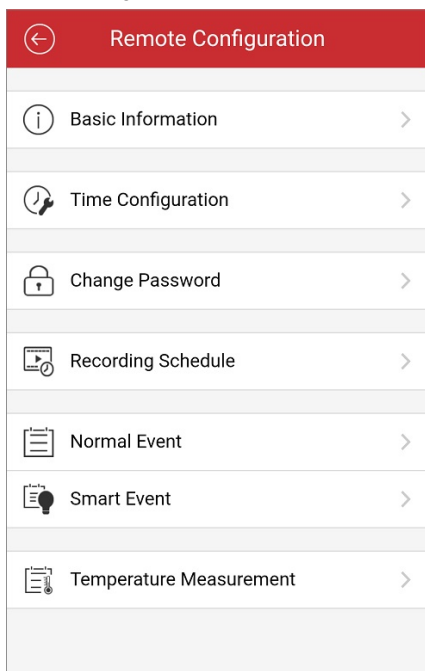 Remote Configuration
Basic Information
Time Configuration
Change Password
Recording Schedule
Normal Event
Smart Event
Temperature Measurement